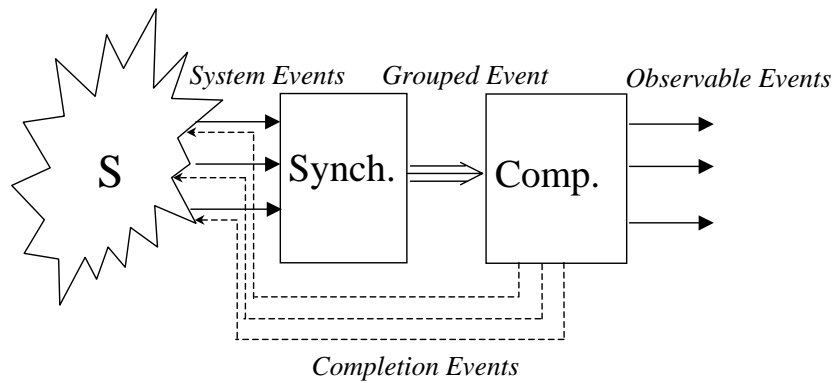 System Events
Grouped Event
Observable Events
S
Synch.
Comp.
Completion Events